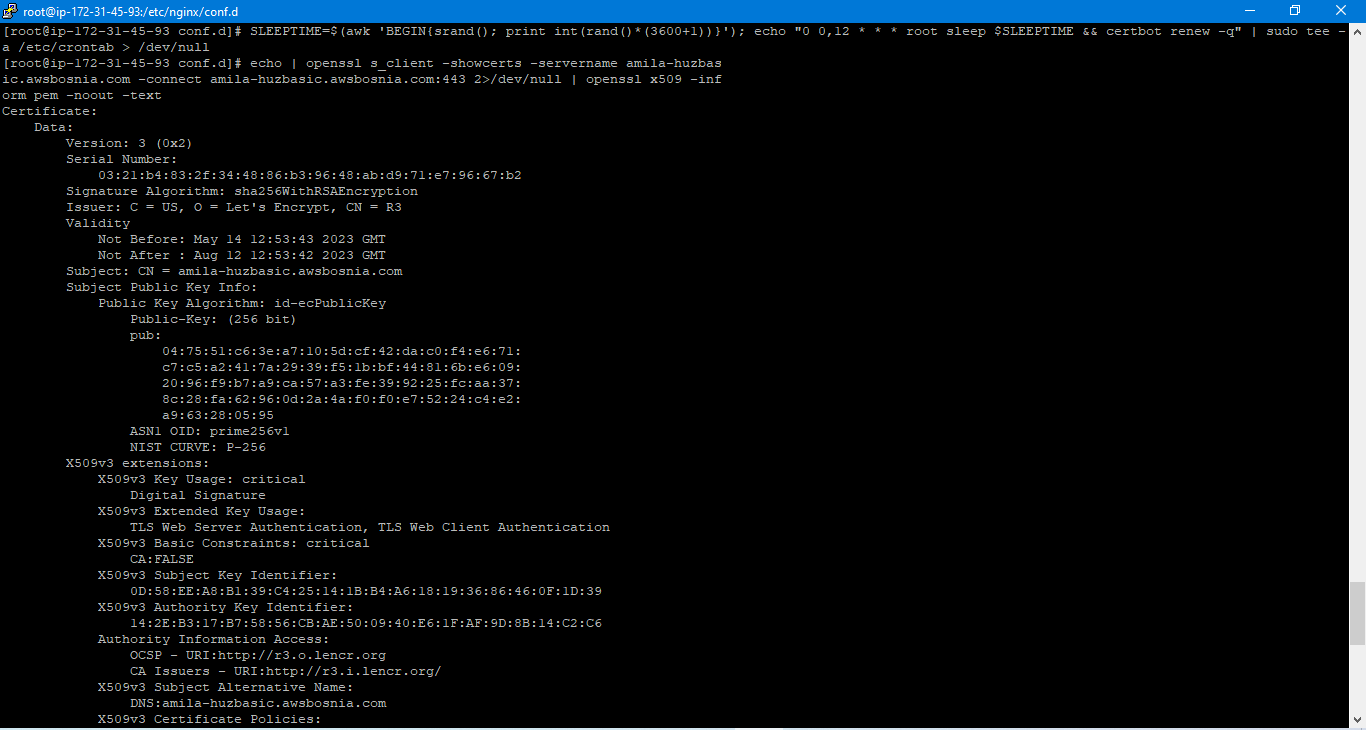 root@ip-172-31-45-93:/etc/nginx/conf.d
[root@ip-172-31-45-93 conf.d]# SLEEPTIME=$(awk 'BEGIN{srand(); print int(rand()*(3600+1))}'); echo "0 0,12 * * * root sleep $SLEEPTIME && certbot renew -q" | sudo tee -
a /etc/crontab > /dev/null
[root@ip-172-31-45-93 conf.d]# echo | openssl s_client -showcerts -servername amila-huzbas
ic.awsbosnia.com -connect amila-huzbasic.awsbosnia.com:443 2>/dev/null | openssl x509 -inf
orm pem -noout -text
Certificate:
    Data:
        Version: 3 (0x2)
        Serial Number:
            03:21:b4:83:2f:34:48:86:b3:96:48:ab:d9:71:e7:96:67:b2
        Signature Algorithm: sha256WithRSAEncryption
        Issuer: C = US, O = Let's Encrypt, CN = R3
        Validity
            Not Before: May 14 12:53:43 2023 GMT
            Not After : Aug 12 12:53:42 2023 GMT
        Subject: CN = amila-huzbasic.awsbosnia.com
        Subject Public Key Info:
            Public Key Algorithm: id-ecPublicKey
                Public-Key: (256 bit)
                pub:
                    04:75:51:c6:3e:a7:10:5d:cf:42:da:c0:f4:e6:71:
                    c7:c5:a2:41:7a:29:39:f5:1b:bf:44:81:6b:e6:09:
                    20:96:f9:b7:a9:ca:57:a3:fe:39:92:25:fc:aa:37:
                    8c:28:fa:62:96:0d:2a:4a:f0:f0:e7:52:24:c4:e2:
                    a9:63:28:05:95
                ASN1 OID: prime256v1
                NIST CURVE: P-256
        X509v3 extensions:
            X509v3 Key Usage: critical
                Digital Signature
            X509v3 Extended Key Usage:
                TLS Web Server Authentication, TLS Web Client Authentication
            X509v3 Basic Constraints: critical
                CA:FALSE
            X509v3 Subject Key Identifier:
                0D:58:EE:A8:B1:39:C4:25:14:1B:B4:A6:18:19:36:86:46:0F:1D:39
            X509v3 Authority Key Identifier:
                14:2E:B3:17:B7:58:56:CB:AE:50:09:40:E6:1F:AF:9D:8B:14:C2:C6
            Authority Information Access:
                OCSP - URI:http://r3.o.lencr.org
                CA Issuers - URI:http://r3.i.lencr.org/
            X509v3 Subject Alternative Name:
                DNS:amila-huzbasic.awsbosnia.com
            X509v3 Certificate Policies: